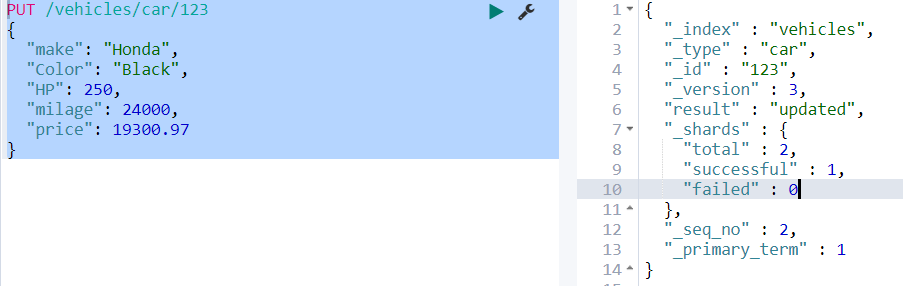 PUT /vehicles/car/123
{
  "make": "Honda",
  "Color": "Black",
  "HP": 250,
  "milage": 24000,
  "price": 19300.97
}
1 {
2   "_index" : "vehicles",
3   "_type" : "car",
4   "_id" : "123",
5   "_version" : 3,
6   "result" : "updated",
7   "_shards" : {
8     "total" : 2,
9     "successful" : 1,
10     "failed" : 0
11   },
12   "_seq_no" : 2,
13   "_primary_term" : 1
14 }